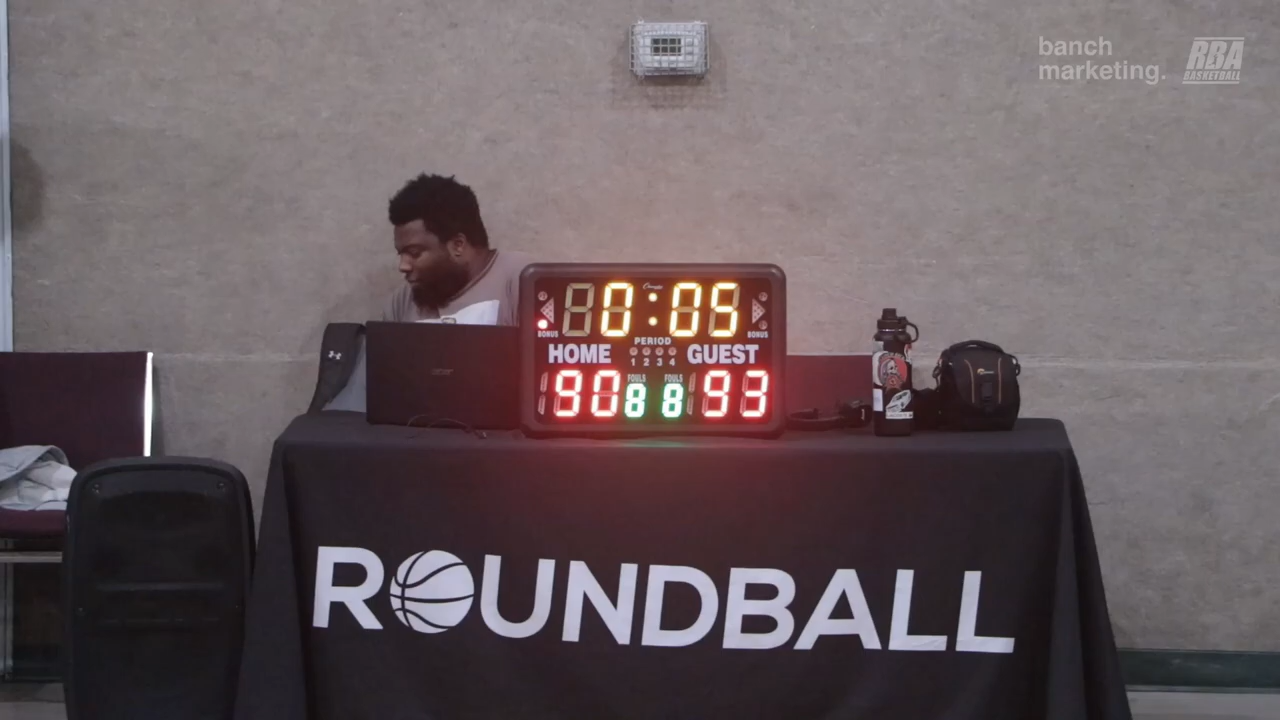 banch
marketing.
RBA
BASKETBALL
0:05
BONUS
BONUS
PERIOD
HOME
1 2 3 4
GUEST
FOULS
FOULS
90
8
8
93
ROUNDBALL